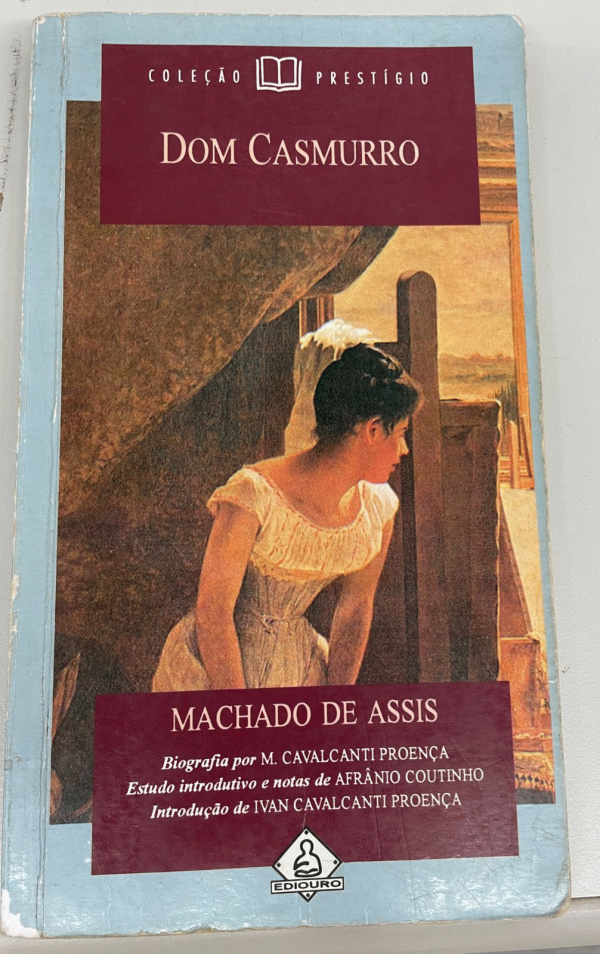 COLEÇÃO PRESTÍGIO
DOM CASMURRO
MACHADO DE ASSIS
Biografia por M. CAVALCANTI PROENÇA
Estudo introdutivo e notas de AFRÂNIO COUTINHO
Introdução de IVAN CAVALCANTI PROENÇA
EDIOURO